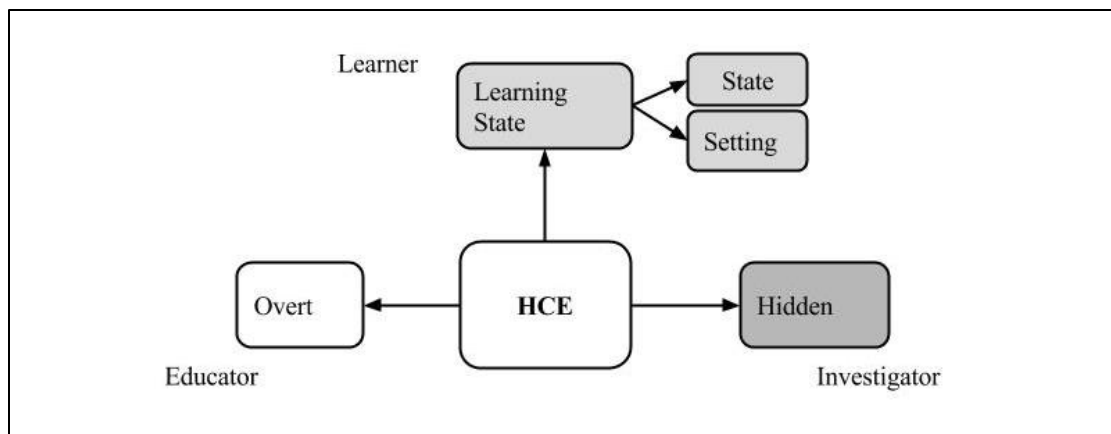 Learner
Learning
State
State
Setting
Overt
HCE
Hidden
Educator
Investigator